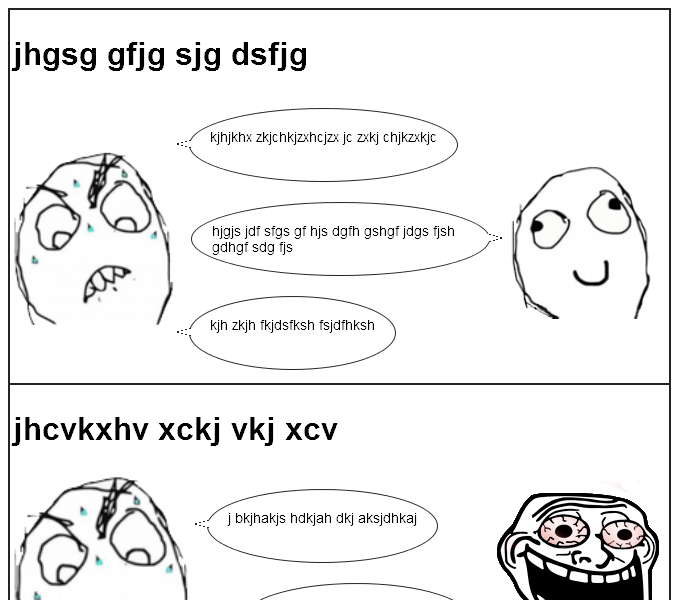 jhgsg gfjg sjg dsfjg
kjhjkhx zkjchkjzxhcjzx jc zxkj chjkzxkjc
hjgjs jdf sfgs gf hjs dgfh gshgf jdgs fjsh
gdhgf sdg fjs
kjh zkjh fkjdsfksh fsjdfhksh
jhcvkxhv xckj vkj xcv
j bkjhakjs hdkjah dkj aksjdhkaj